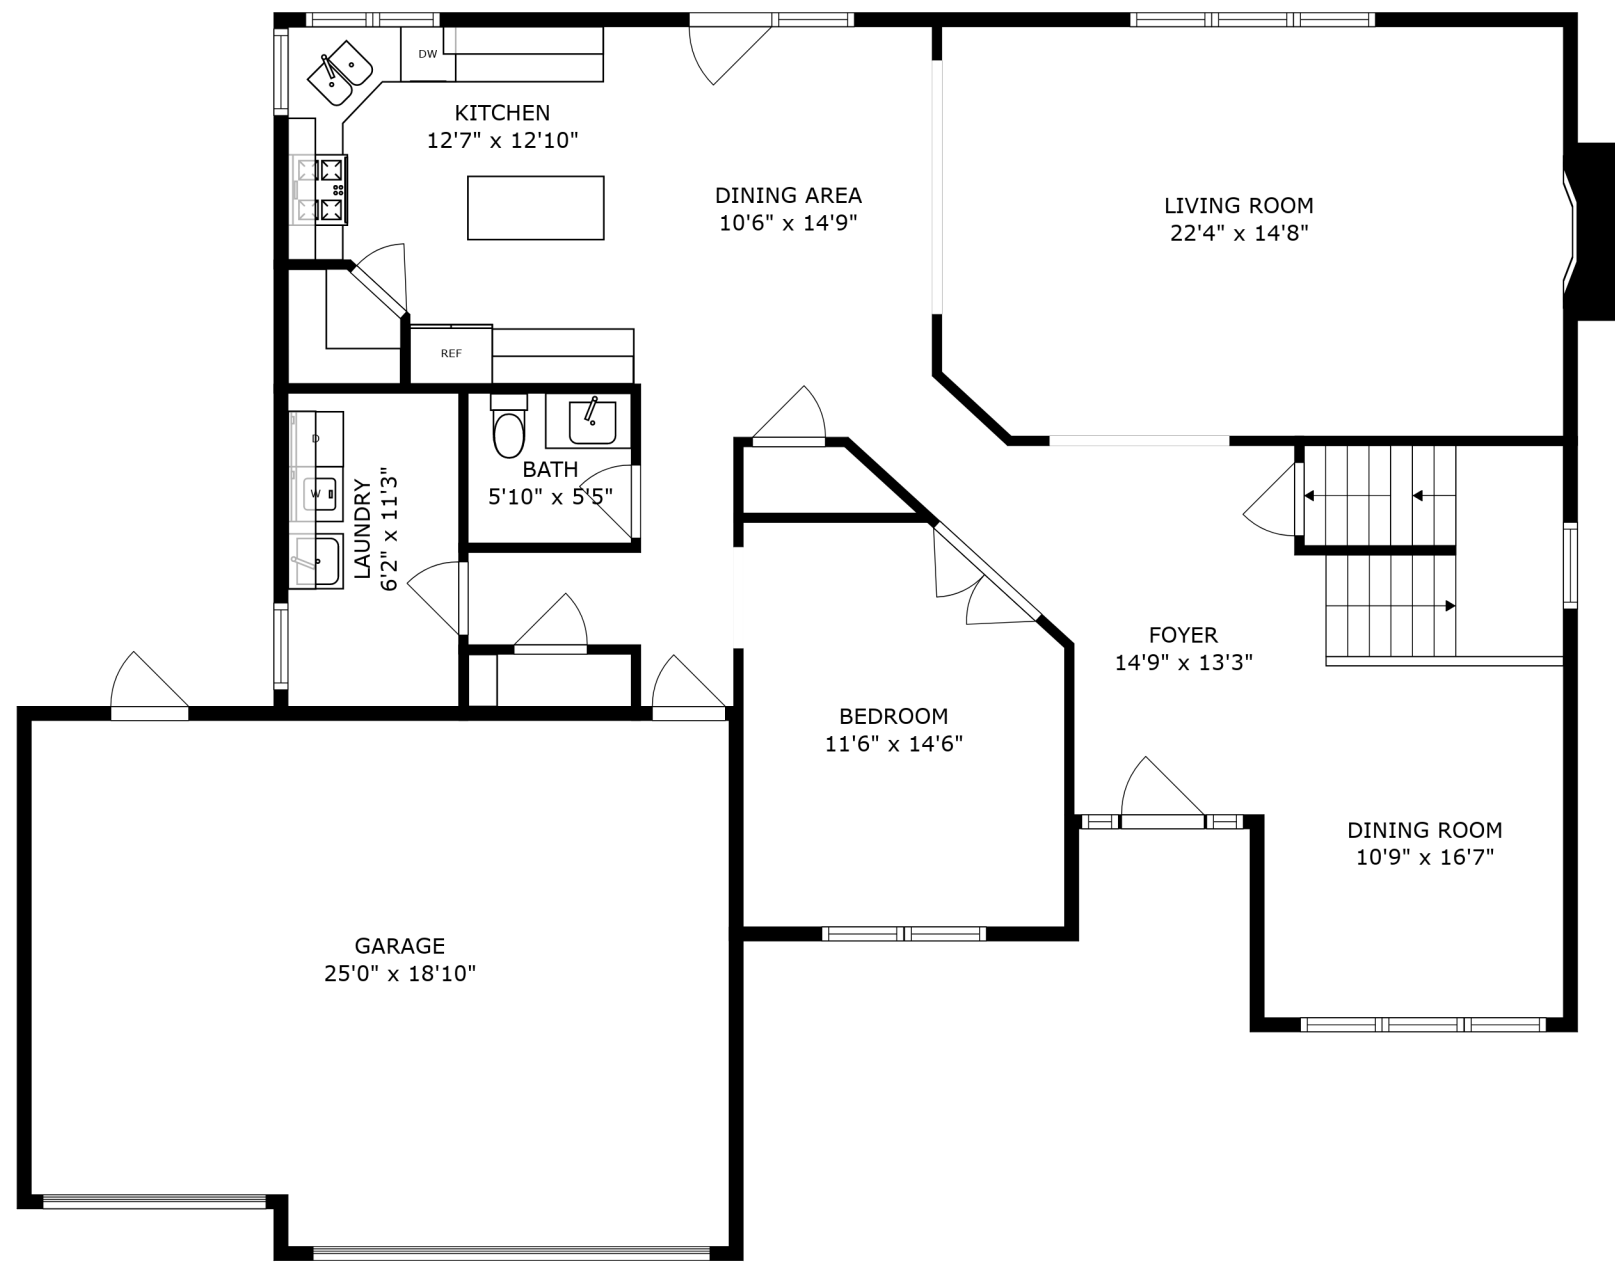 DW
KITCHEN
12'7" x 12'10"
DINING AREA
10'6" x 14'9"
LIVING ROOM
22'4" x 14'8"
REF
D
W
LAUNDRY
6'2" x 11'3"
BATH
5'10" x 5'5"
FOYER
14'9" x 13'3"
BEDROOM
11'6" x 14'6"
DINING ROOM
10'9" x 16'7"
GARAGE
25'0" x 18'10"